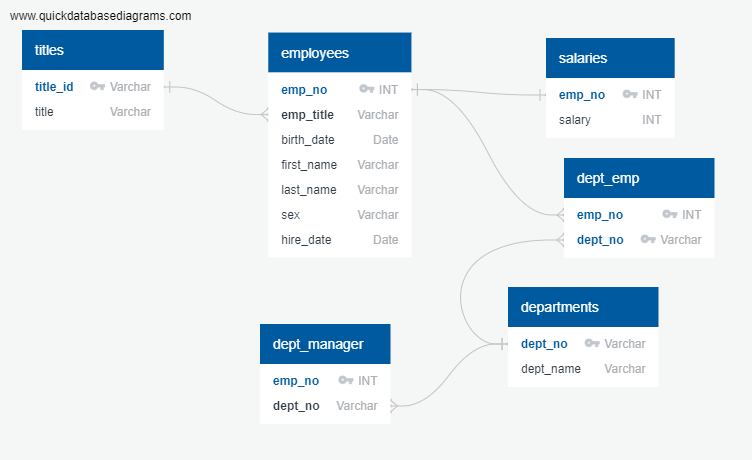 www.quickdatabasediagrams.com
titles
title_id Varchar
title Varchar
employees
emp_no INT
emp_title Varchar
birth_date Date
first_name Varchar
last_name Varchar
sex Varchar
hire_date Date
salaries
emp_no INT
salary INT
dept_emp
emp_no INT
dept_no Varchar
departments
dept_no Varchar
dept_name Varchar
dept_manager
emp_no INT
dept_no Varchar